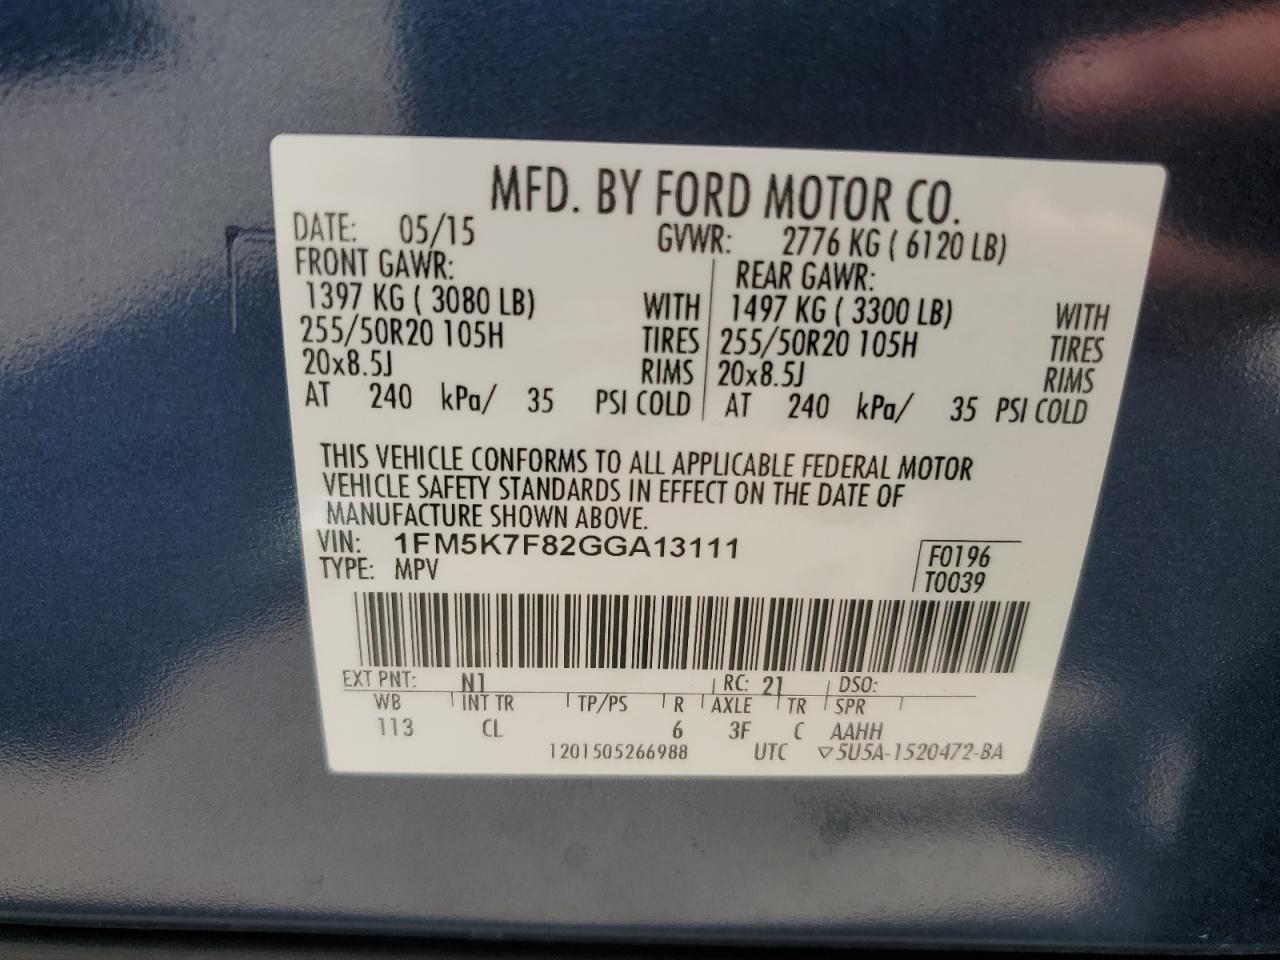 MFD. BY FORD MOTOR CO.
DATE: 05/15 GVWR: 2776 KG ( 6120 LB)
FRONT GAWR: REAR GAWR:
1397 KG ( 3080 LB) WITH 1497 KG ( 3300 LB) WITH
255/50R20 105H TIRES 255/50R20 105H TIRES
20x8.5J RIMS 20x8.5J RIMS
AT 240 kPa/ 35 PSI COLD AT 240 kPa/ 35 PSI COLD
THIS VEHICLE CONFORMS TO ALL APPLICABLE FEDERAL MOTOR
VEHICLE SAFETY STANDARDS IN EFFECT ON THE DATE OF
MANUFACTURE SHOWN ABOVE.
VIN: 1FM5K7F82GGA13111 F0196
TYPE: MPV T0039
EXT PNT: N1 RC: 21 DSO:
WB INT TR TP/PS R AXLE TR SPR
113 CL 6 3F C AAHH
1201505266988 UTC ▽5U5A-1520472-BA